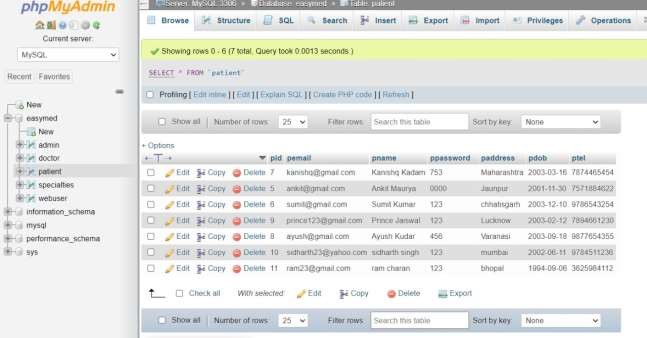 phpMyAdmin
Current server:
MySQL
Recent Favorites
New
easymed
New
admin
doctor
patient
specialties
webuser
information_schema
mysql
performance_schema
sys
Server: MySQL:3306 » Database: easymed » Table: patient
Browse Structure SQL Search Insert Export Import Privileges Operations
Showing rows 0 - 6 (7 total, Query took 0.0013 seconds.)
SELECT * FROM `patient`
Profiling [ Edit inline ] [ Edit ] [ Explain SQL ] [ Create PHP code ] [ Refresh ]
Show all Number of rows: 25 Filter rows: Search this table Sort by key: None
+ Options
pid pemail pname ppassword paddress pdob ptel
Edit Copy Delete 7 kanishq@gmail.com Kanishq Kadam 753 Maharashtra 2003-03-16 7874465464
Edit Copy Delete 5 ankit@gmail.com Ankit Maurya 0000 Jaunpur 2001-11-30 7571884622
Edit Copy Delete 6 sumit@gmail.com Sumit Kumar 123 chhatisgarh 2003-12-10 9786543254
Edit Copy Delete 9 prince123@gmail.com Prince Jaiswal 123 Lucknow 2003-02-12 7894661230
Edit Copy Delete 8 ayush@gmail.com Ayush Kudar 456 Varanasi 2003-09-18 9877654355
Edit Copy Delete 10 sidharth23@yahoo.com sidharth singh 123 mumbai 2002-06-11 9784511236
Edit Copy Delete 11 ram23@gmail.com ram charan 123 bhopal 1994-09-06 3625984112
Check all With selected: Edit Copy Delete Export
Show all Number of rows: 25 Filter rows: Search this table Sort by key: None